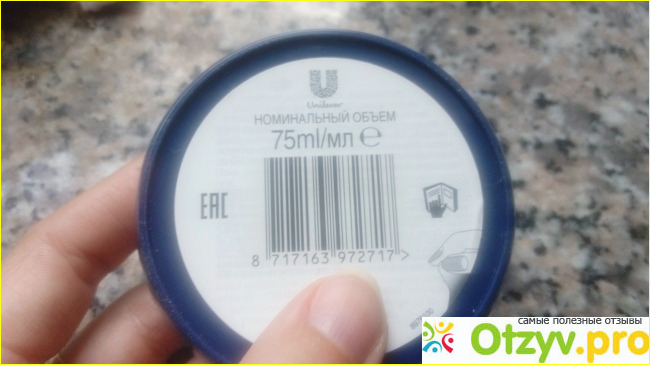 Unilever
НОМИНАЛЬНЫЙ ОБЪЕМ
75ml/мл ℮
EAC
8 717163 972717 >
самые полезные отзывы
Otzyv.pro